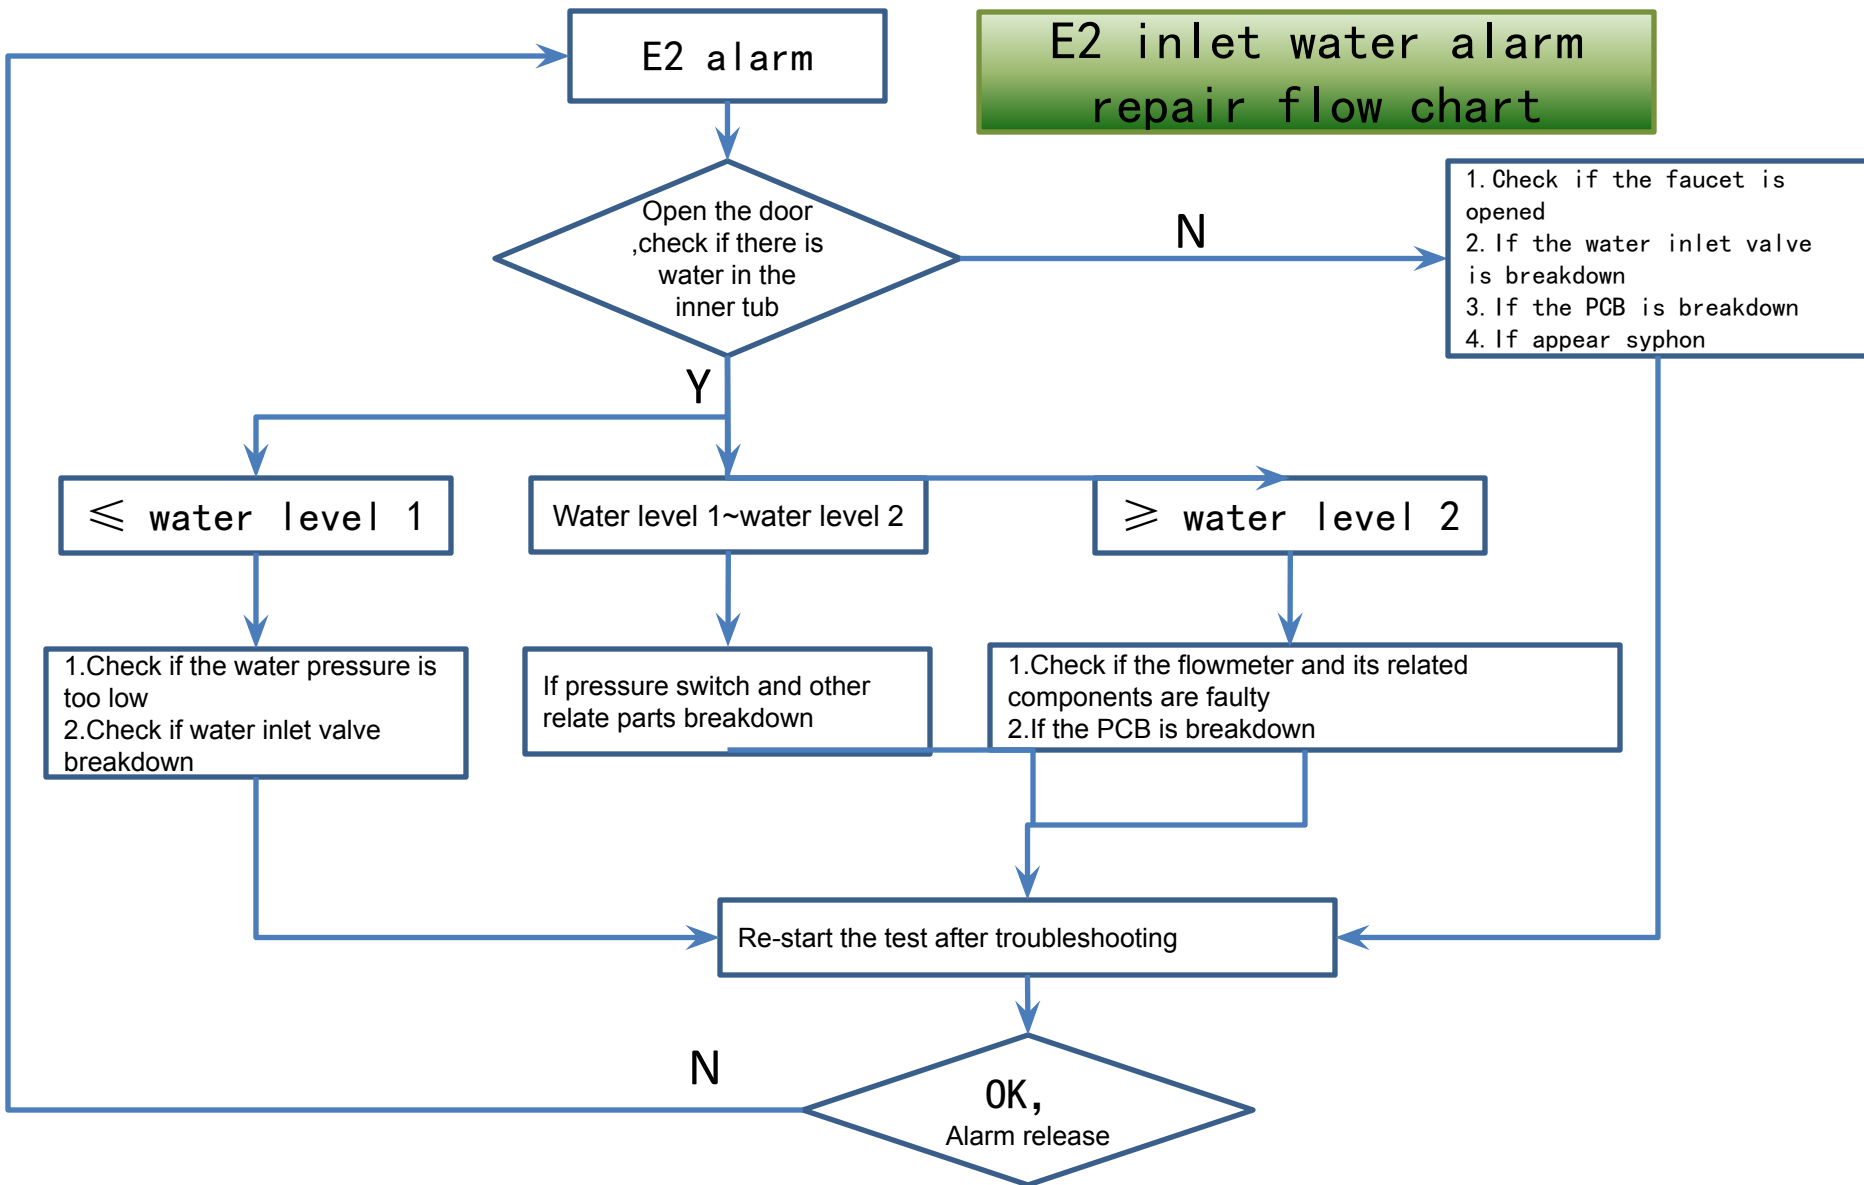 E2 alarm
E2 inlet water alarm
repair flow chart
Open the door
,check if there is
water in the
inner tub
N
1.Check if the faucet is
opened
2.If the water inlet valve
is breakdown
3.If the PCB is breakdown
4.If appear syphon
Y
≤ water level 1
Water level 1~water level 2
≥ water level 2
1.Check if the water pressure is
too low
2.Check if water inlet valve
breakdown
If pressure switch and other
relate parts breakdown
1.Check if the flowmeter and its related
components are faulty
2.If the PCB is breakdown
Re-start the test after troubleshooting
N
OK,
Alarm release